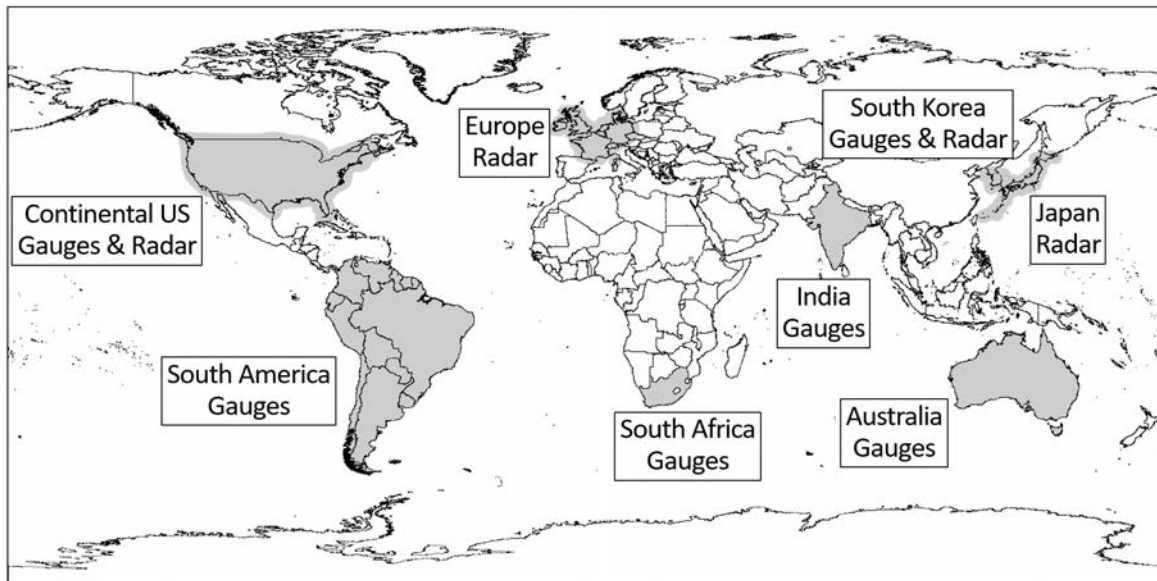 Europe
Radar
South Korea
Gauges & Radar
Continental US
Gauges & Radar
Japan
Radar
India
Gauges
South America
Gauges
South Africa
Gauges
Australia
Gauges